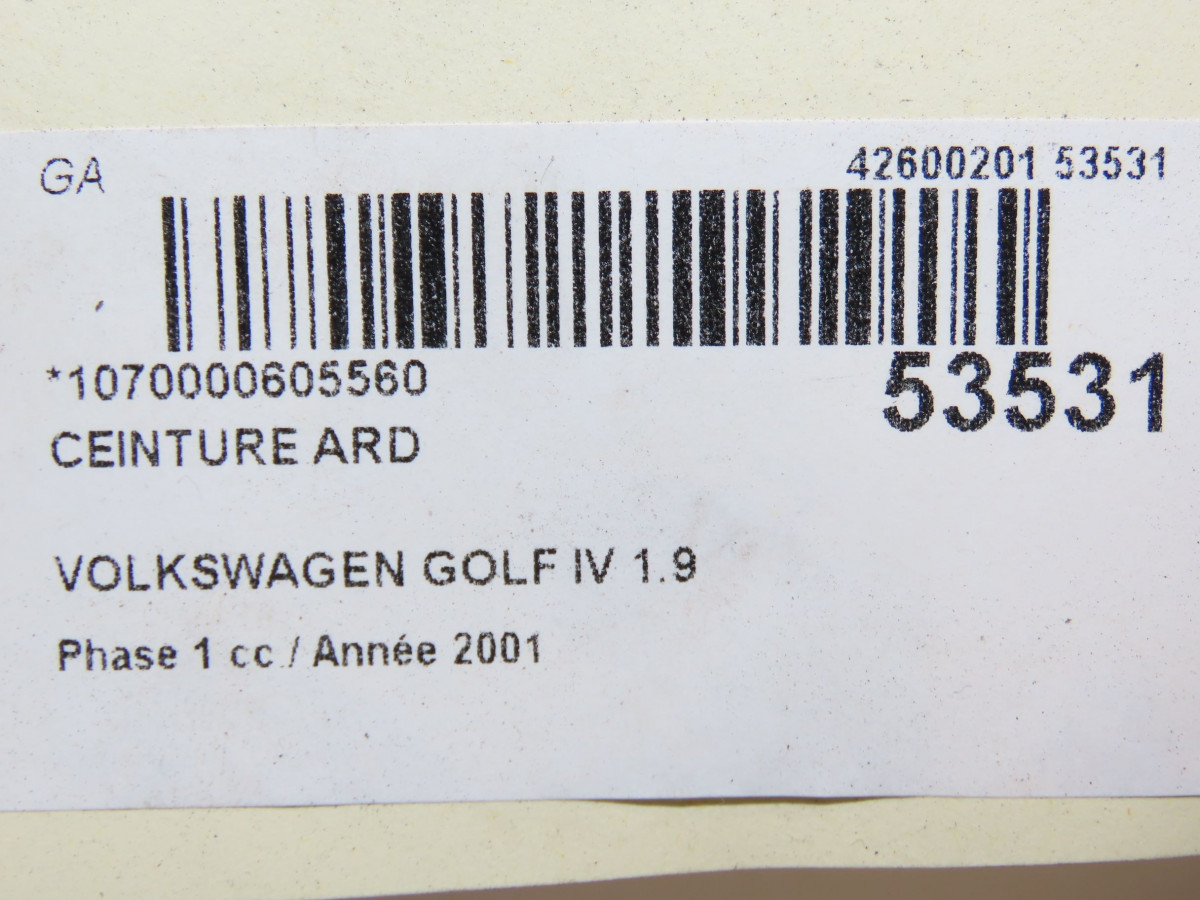 GA
42600201 53531
*1070000605560
53531
CEINTURE ARD
VOLKSWAGEN GOLF IV 1.9
Phase 1 cc / Année 2001